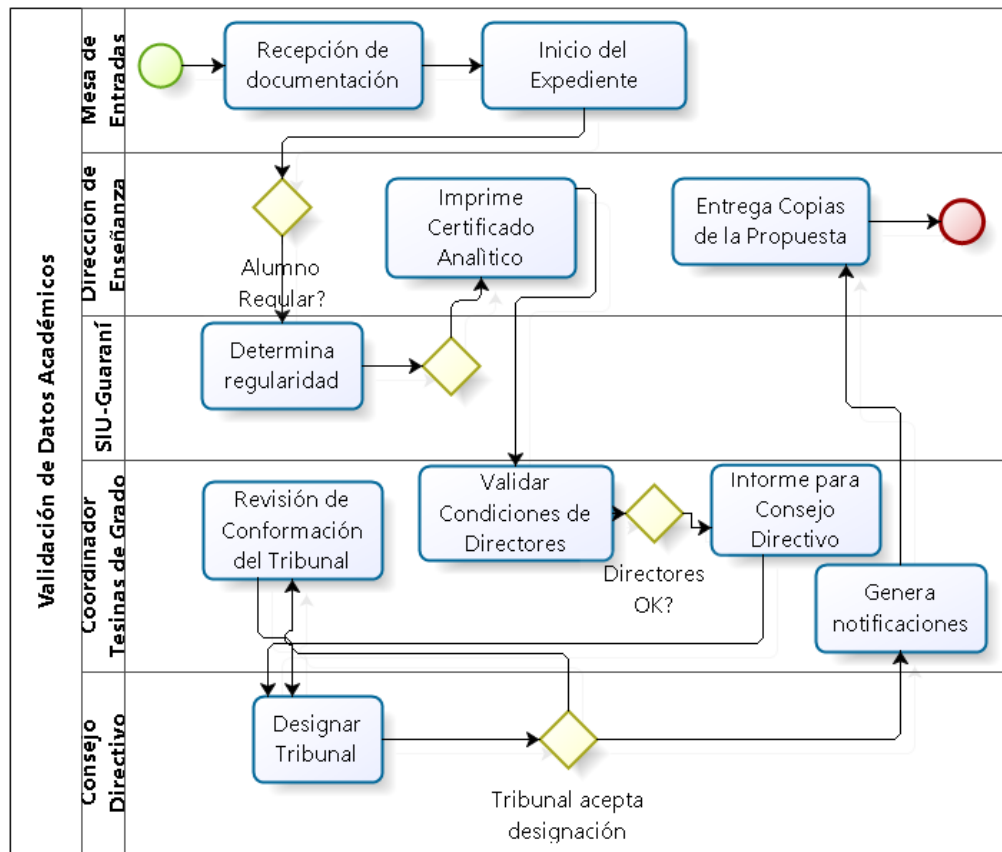 Validación de Datos Académicos
Mesa de
Entradas
Recepción de
documentación
Inicio del
Expediente
Dirección de
Enseñanza
Alumno
Regular?
Imprime
Certificado
Analìtico
Entrega Copias
de la Propuesta
SIU-Guaraní
Determina
regularidad
Coordinador
Tesinas de Grado
Revisión de
Conformación
del Tribunal
Validar
Condiciones de
Directores
Directores
OK?
Informe para
Consejo
Directivo
Genera
notificaciones
Consejo
Directivo
Designar
Tribunal
Tribunal acepta
designación